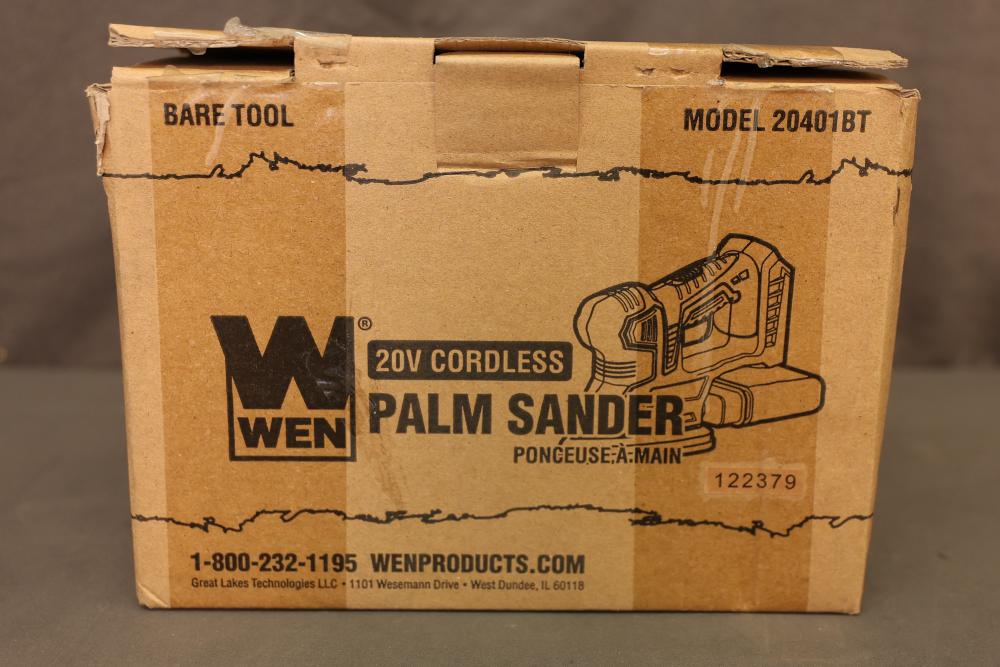 BARE TOOL
MODEL 20401BT
W®
WEN
20V CORDLESS
PALM SANDER
PONCEUSE À MAIN
122379
1-800-232-1195 WENPRODUCTS.COM
Great Lakes Technologies LLC • 1101 Wesemann Drive • West Dundee, IL 60118